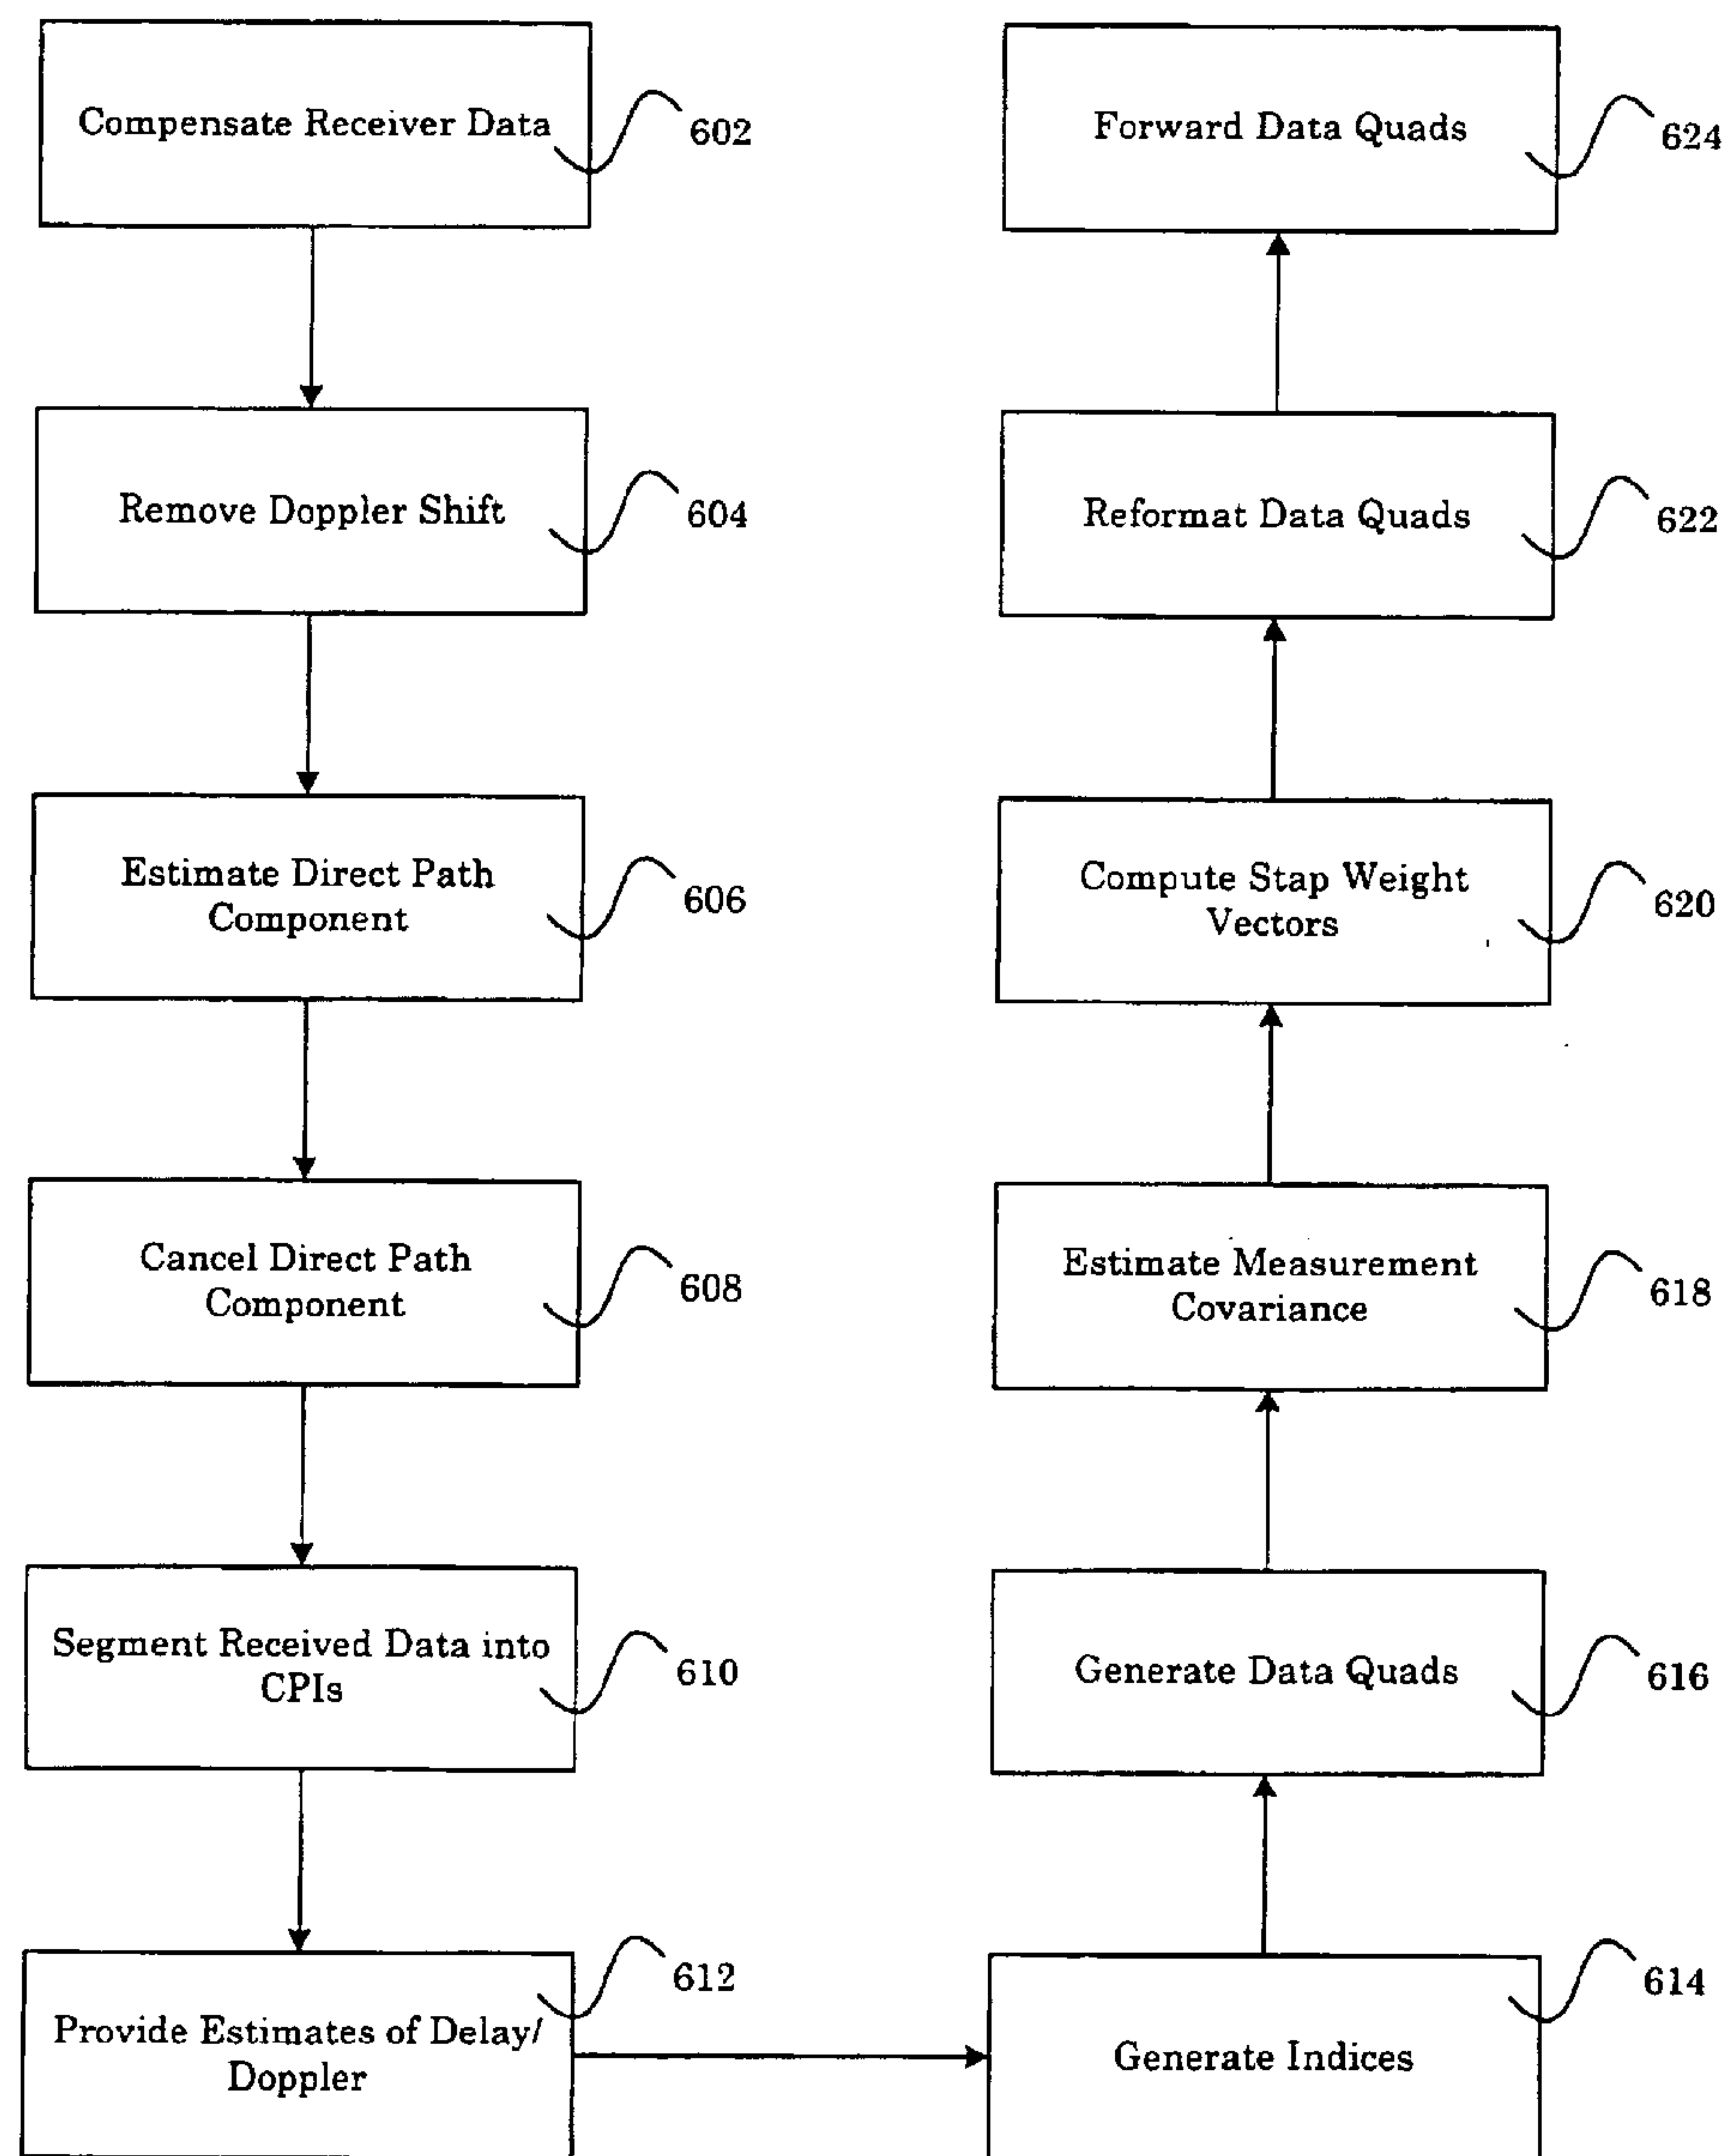 Compensate Receiver Data
602
Remove Doppler Shift
604
Estimate Direct Path
Component
606
Cancel Direct Path
Component
608
Segment Received Data into
CPIs
610
Provide Estimates of Delay/
Doppler
612
Generate Indices
614
Generate Data Quads
616
Estimate Measurement
Covariance
618
Compute Stap Weight
Vectors
620
Reformat Data Quads
622
Forward Data Quads
624